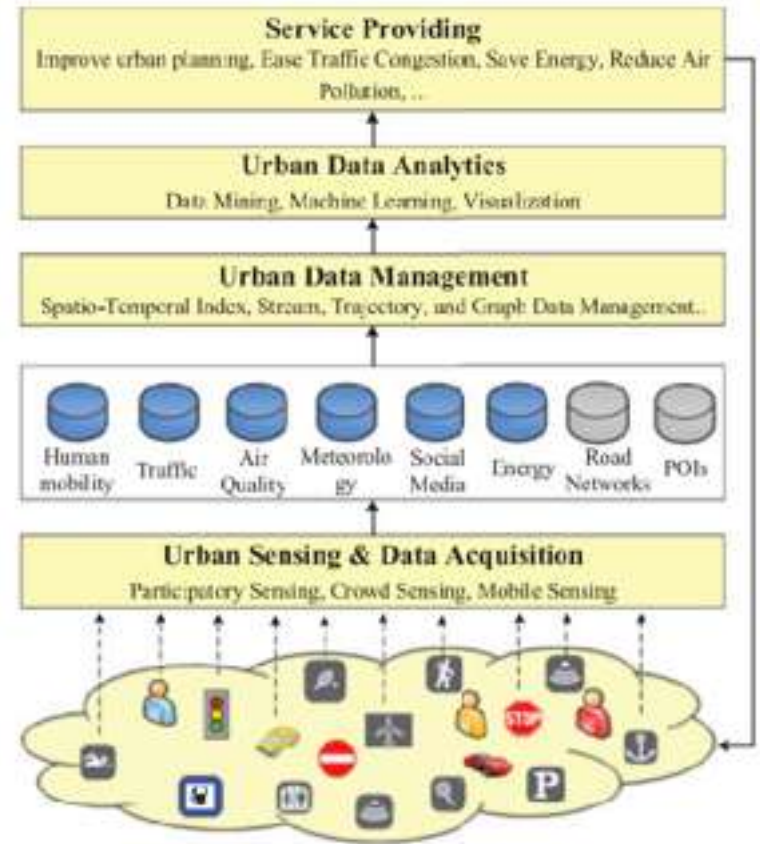 Service Providing
Improve urban planning, Ease Traffic Congestion, Save Energy, Reduce Air
Pollution, ...
Urban Data Analytics
Data Mining, Machine Learning, Visualization
Urban Data Management
Spatio-Temporal Index, Stream, Trajectory, and Graph Data Management..
Human
mobility
Traffic
Air
Quality
Meteorolo
gy
Social
Media
Energy
Road
Networks
POIs
Urban Sensing & Data Acquisition
Participatory Sensing, Crowd Sensing, Mobile Sensing
STOP
P